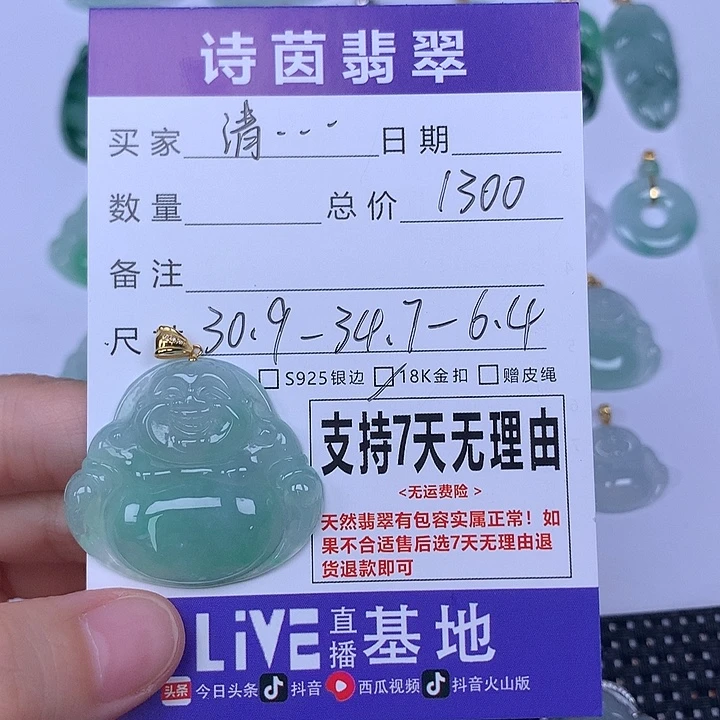 诗茵翡翠
买家 清... 日期
数量 总价 1300
备注
尺 30.9-34.7-6.4
S925银边 18K金扣 赠皮绳
支持7天无理由
<无运费险>
天然翡翠有包容实属正常！如
果不合适售后选7天无理由退
货退款即可
LiVE直播基地
头条 今日头条 抖音 西瓜视频 抖音火山版